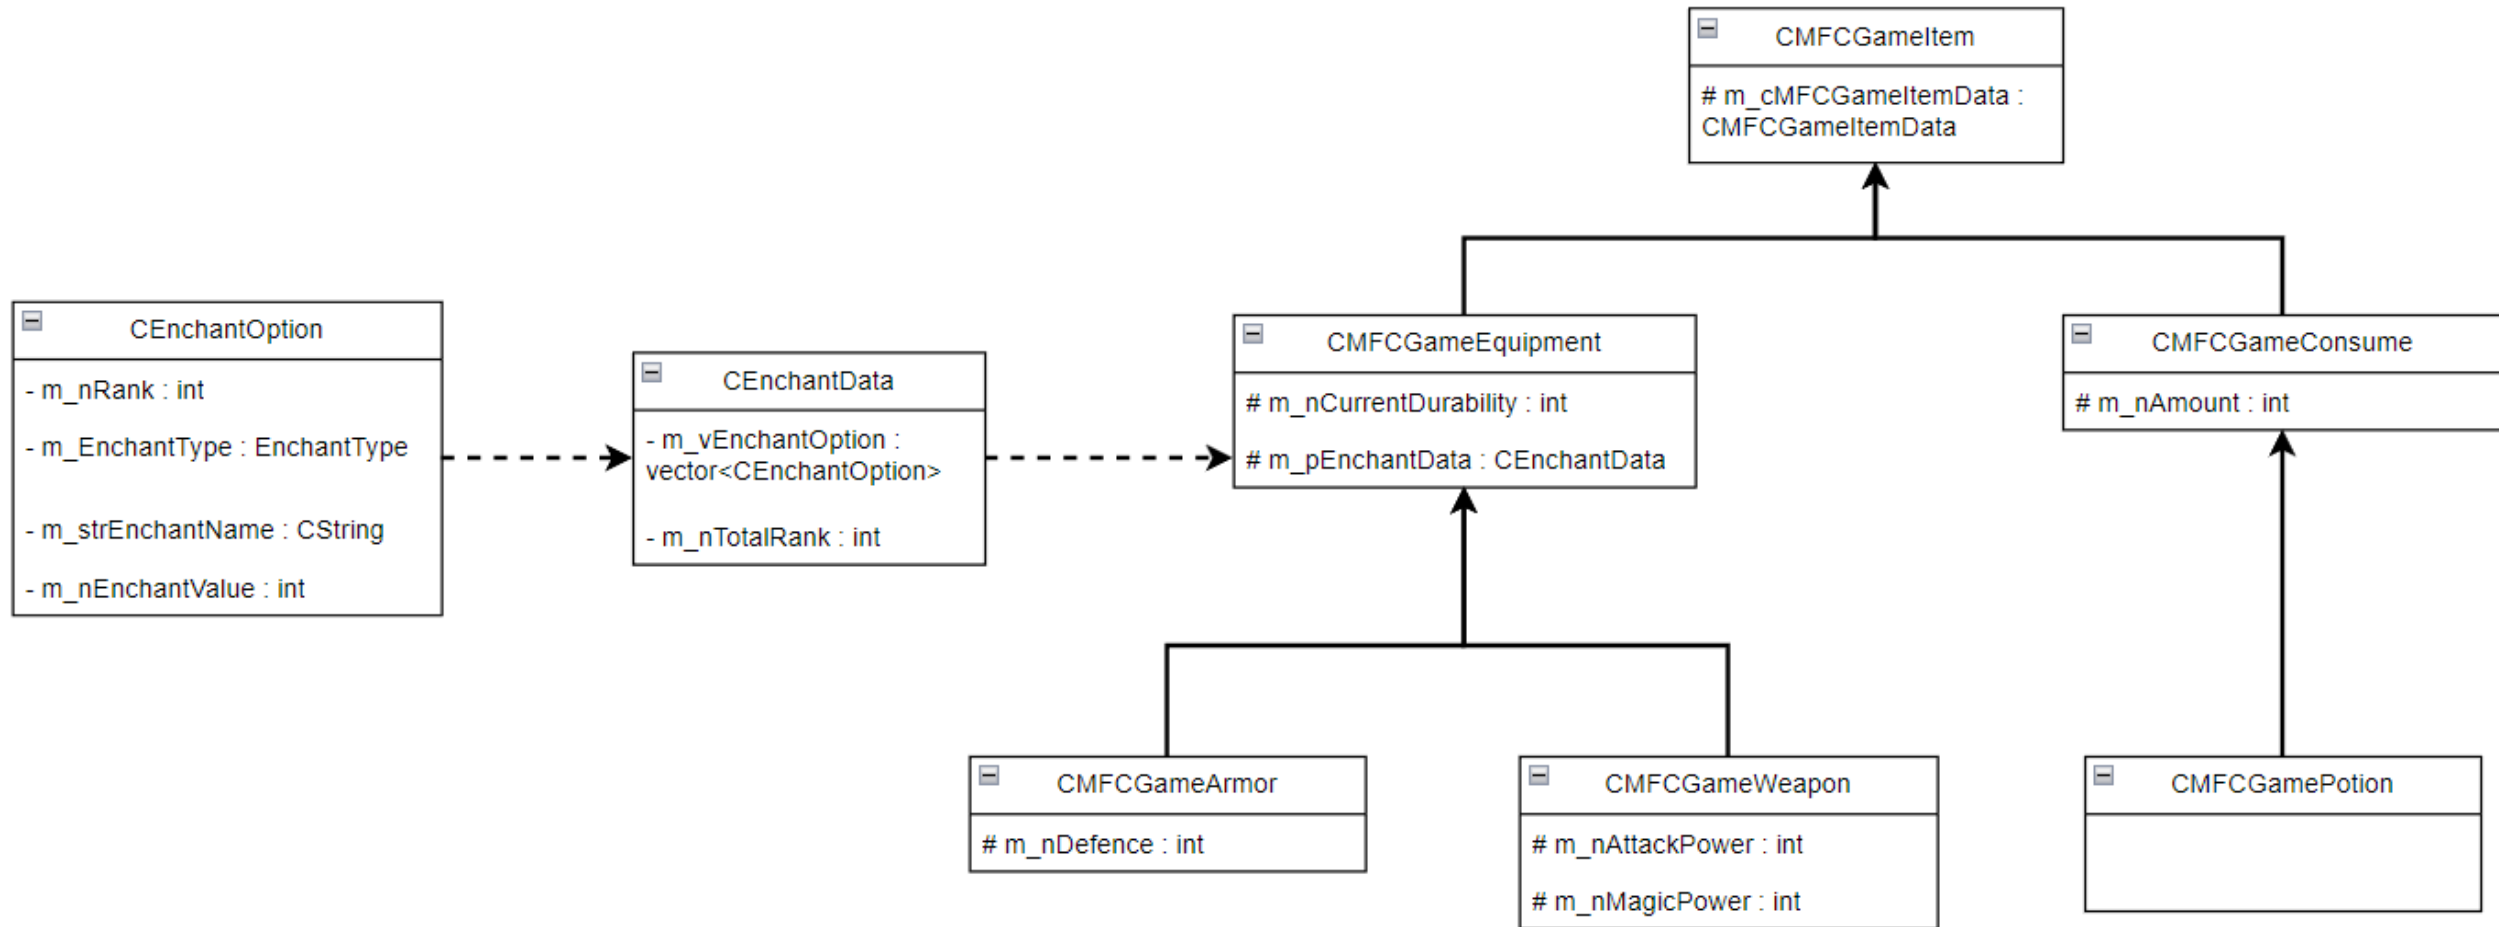 CMFCGameItem
# m_cMFCGameItemData :
CMFCGameItemData
CEnchantOption
- m_nRank : int
- m_EnchantType : EnchantType
- m_strEnchantName : CString
- m_nEnchantValue : int
CEnchantData
- m_vEnchantOption :
vector<CEnchantOption>
- m_nTotalRank : int
CMFCGameEquipment
# m_nCurrentDurability : int
# m_pEnchantData : CEnchantData
CMFCGameConsume
# m_nAmount : int
CMFCGameArmor
# m_nDefence : int
CMFCGameWeapon
# m_nAttackPower : int
# m_nMagicPower : int
CMFCGamePotion